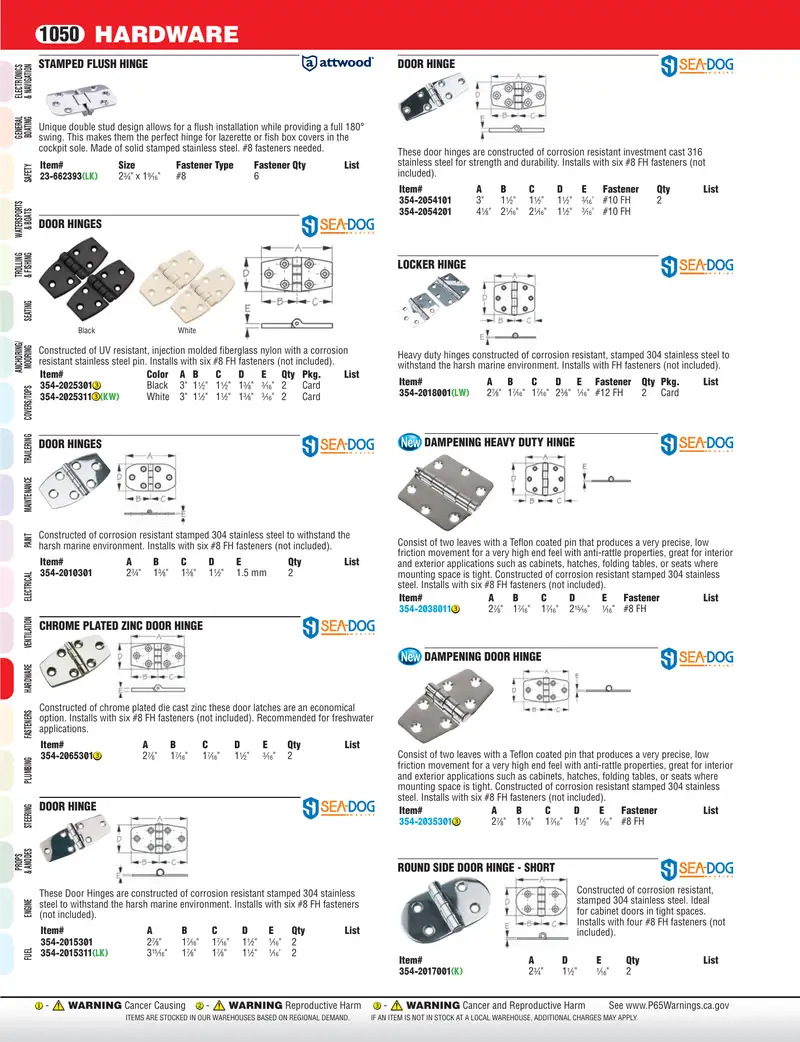 1050 HARDWARE
ELECTRONICS & NAVIGATION
GENERAL BOATING
SAFETY
WATERSPORTS & BOATS
TROLLING & FISHING
SEATING
ANCHORING/ MOORING
COVERS/TOPS
TRAILERING
MAINTENANCE
PAINT
ELECTRICAL
VENTILATION
HARDWARE
FASTENERS
PLUMBING
STEERING
PROPS & ANODES
ENGINE
FUEL
STAMPED FLUSH HINGE
attwood
Unique double stud design allows for a flush installation while providing a full 180°
swing. This makes them the perfect hinge for lazerette or fish box covers in the
cockpit sole. Made of solid stamped stainless steel. #8 fasteners needed.
Item# Size Fastener Type Fastener Qty List
23-662393(LK) 2¾" x 1⁹⁄₁₆" #8 6
DOOR HINGES
SEA-DOG
MARINE
A
D
B C
E
Black White
Constructed of UV resistant, injection molded fiberglass nylon with a corrosion
resistant stainless steel pin. Installs with six #8 FH fasteners (not included).
Item# Color A B C D E Qty Pkg. List
354-2025301 3 Black 3" 1½" 1½" 1⅜" ³⁄₁₆" 2 Card
354-2025311 3 (KW) White 3" 1½" 1½" 1⅜" ³⁄₁₆" 2 Card
DOOR HINGES
SEA-DOG
MARINE
A
D
B C
E
Constructed of corrosion resistant stamped 304 stainless steel to withstand the
harsh marine environment. Installs with six #8 FH fasteners (not included).
Item# A B C D E Qty List
354-2010301 2¾" 1⅜" 1⅜" 1½" 1.5 mm 2
CHROME PLATED ZINC DOOR HINGE
SEA-DOG
MARINE
A
D
B C
E
Constructed of chrome plated die cast zinc these door latches are an economical
option. Installs with six #8 FH fasteners (not included). Recommended for freshwater
applications.
Item# A B C D E Qty List
354-2065301 3 2⅞" 1⁷⁄₁₆" 1⁷⁄₁₆" 1½" ³⁄₁₆" 2
DOOR HINGE
SEA-DOG
MARINE
A
D
B C
E
These Door Hinges are constructed of corrosion resistant stamped 304 stainless
steel to withstand the harsh marine environment. Installs with six #8 FH fasteners
(not included).
Item# A B C D E Qty List
354-2015301 2⅞" 1⁷⁄₁₆" 1⁷⁄₁₆" 1½" ¹⁄₁₆" 2
354-2015311(LK) 3¹⁵⁄₁₆" 1⅞" 1⅞" 1½" ¹⁄₁₆" 2
DOOR HINGE
SEA-DOG
MARINE
A
D
B C
E
These door hinges are constructed of corrosion resistant investment cast 316
stainless steel for strength and durability. Installs with six #8 FH fasteners (not
included).
Item# A B C D E Fastener Qty List
354-2054101 3" 1½" 1½" 1½" ³⁄₁₆" #10 FH 2
354-2054201 4⅛" 2¹⁄₁₆" 2¹⁄₁₆" 1½" ³⁄₁₆" #10 FH
LOCKER HINGE
SEA-DOG
MARINE
A
D
B C
E
Heavy duty hinges constructed of corrosion resistant, stamped 304 stainless steel to
withstand the harsh marine environment. Installs with FH fasteners (not included).
Item# A B C D E Fastener Qty Pkg. List
354-2018001(LW) 2⅞" 1⁷⁄₁₆" 1⁷⁄₁₆" 2⅜" ¹⁄₁₆" #12 FH 2 Card
New DAMPENING HEAVY DUTY HINGE
SEA-DOG
MARINE
A
D
B C
E
Consist of two leaves with a Teflon coated pin that produces a very precise, low
friction movement for a very high end feel with anti-rattle properties, great for interior
and exterior applications such as cabinets, hatches, folding tables, or seats where
mounting space is tight. Constructed of corrosion resistant stamped 304 stainless
steel. Installs with six #8 FH fasteners (not included).
Item# A B C D E Fastener List
354-2038011 3 2⅞" 1⁷⁄₁₆" 1⁷⁄₁₆" 2¹⁵⁄₁₆" ¹⁄₁₆" #8 FH
New DAMPENING DOOR HINGE
SEA-DOG
MARINE
A
D
B C
E
Consist of two leaves with a Teflon coated pin that produces a very precise, low
friction movement for a very high end feel with anti-rattle properties, great for interior
and exterior applications such as cabinets, hatches, folding tables, or seats where
mounting space is tight. Constructed of corrosion resistant stamped 304 stainless
steel. Installs with six #8 FH fasteners (not included).
Item# A B C D E Fastener List
354-2035301 3 2⅞" 1⁷⁄₁₆" 1⁷⁄₁₆" 1½" ¹⁄₁₆" #8 FH
ROUND SIDE DOOR HINGE - SHORT
SEA-DOG
MARINE
A
D
B C
E
Constructed of corrosion resistant,
stamped 304 stainless steel. Ideal
for cabinet doors in tight spaces.
Installs with four #8 FH fasteners (not
included).
Item# A D E Qty List
354-2017001(K) 2¾" 1½" ¹⁄₁₆" 2
1 - WARNING Cancer Causing 2 - WARNING Reproductive Harm 3 - WARNING Cancer and Reproductive Harm See www.P65Warnings.ca.gov
ITEMS ARE STOCKED IN OUR WAREHOUSES BASED ON REGIONAL DEMAND. IF AN ITEM IS NOT IN STOCK AT A LOCAL WAREHOUSE, ADDITIONAL CHARGES MAY APPLY.